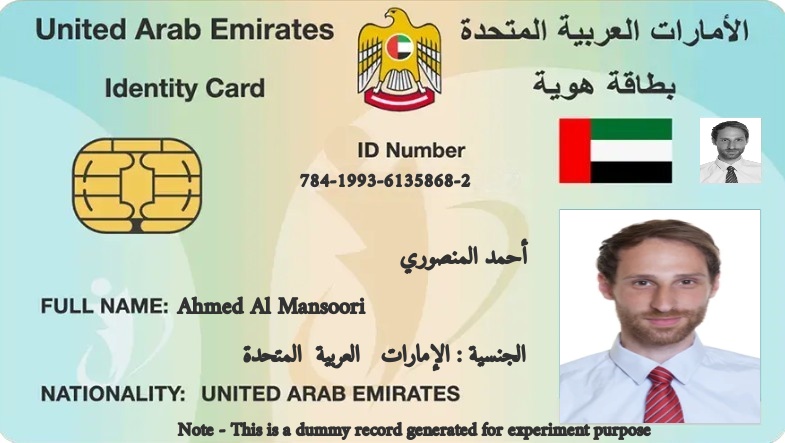 United Arab Emirates
الأمارات العربية المتحدة
Identity Card
بطاقة هوية
ID Number
784-1993-6135868-2
أحمد المنصوري
FULL NAME: Ahmed Al Mansoori
الجنسية : الإمارات العربية المتحدة
NATIONALITY: UNITED ARAB EMIRATES
Note - This is a dummy record generated for experiment purpose